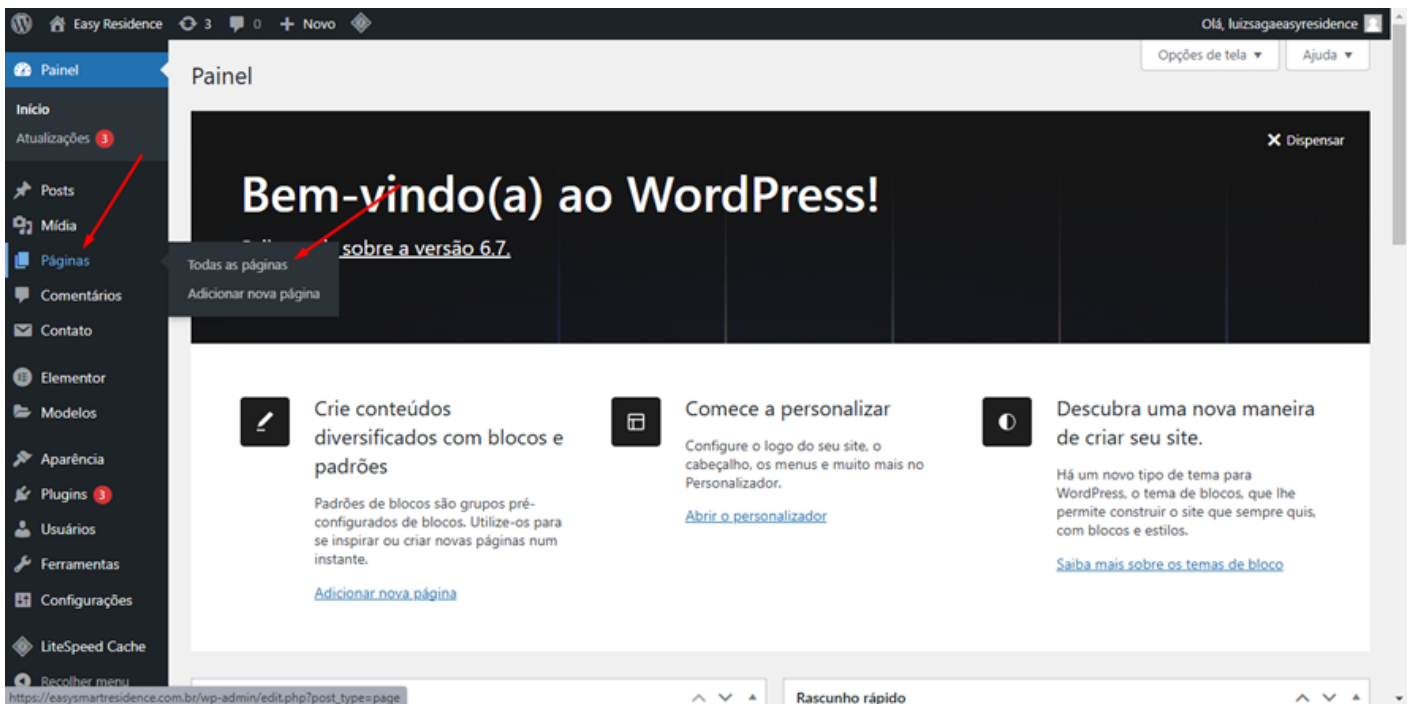 Easy Residence 3 0 + Novo
Olá, luizsagaeasyresidence
Opções de tela ▼
Ajuda ▼
Painel
Início
Atualizações 3
Posts
Mídia
Páginas
Todas as páginas
Adicionar nova página
Comentários
Contato
Elementor
Modelos
Aparência
Plugins 3
Usuários
Ferramentas
Configurações
LiteSpeed Cache
Recolher menu
https://easysmartresidence.com.br/wp-admin/edit.php?post_type=page
Painel
Dispensar
Bem-vindo(a) ao WordPress!
sobre a versão 6.7.
Crie conteúdos
diversificados com blocos e
padrões
Padrões de blocos são grupos pré-
configurados de blocos. Utilize-os para
se inspirar ou criar novas páginas num
instante.
Adicionar nova página
Comece a personalizar
Configure o logo do seu site, o
cabeçalho, os menus e muito mais no
Personalizador.
Abrir o personalizador
Descubra uma nova maneira
de criar seu site.
Há um novo tipo de tema para
WordPress, o tema de blocos, que lhe
permite construir o site que sempre quis,
com blocos e estilos.
Saiba mais sobre os temas de bloco
Rascunho rápido